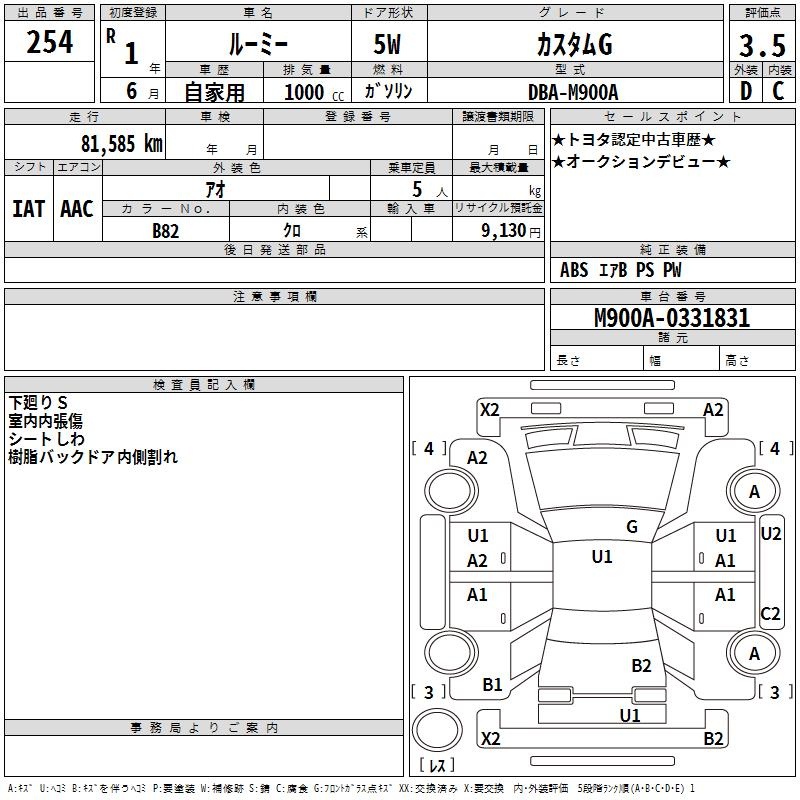 出品番号 初度登録 車名 ドア形状 グレード 評価点
254 R 1 年 ルーミー 5W カスタムG 3.5
車歴 排気量 燃料 型式 外装 内装
6 月 自家用 1000 CC ガソリン DBA-M900A D C
走行 車検 登録番号 譲渡書類期限 セールスポイント
81,585 km 年 月 月 日 ★トヨタ認定中古車歴★
★オークションデビュー★
シフト エアコン 外装色 乗車定員 最大積載量
IAT AAC アオ 5 人 kg
カラーNo. 内装色 輸入車 リサイクル預託金
B82 クロ 系 9,130 円
後日発送部品 純正装備
ABS エアB PS PW
注意事項欄 車台番号
M900A-0331831
諸元
長さ 幅 高さ
検査員記入欄
下廻りS
室内内張傷
シートしわ
樹脂バックドア内側割れ
X2 A2
[ 4 ] A2 [ 4 ]
A
G
U1 U1 U2
U1
A2 A1
A1 A1
C2
A
B2
B1
[ 3 ] [ 3 ]
U1
X2 B2
[ レス ]
事務局よりご案内
A:キズ U:ヘコミ B:キズを伴うヘコミ P:要塗装 W:補修跡 S:錆 C:腐食 G:フロントガラス点キズ XX:交換済み X:要交換 内・外装評価 5段階ランク順(A・B・C・D・E) 1